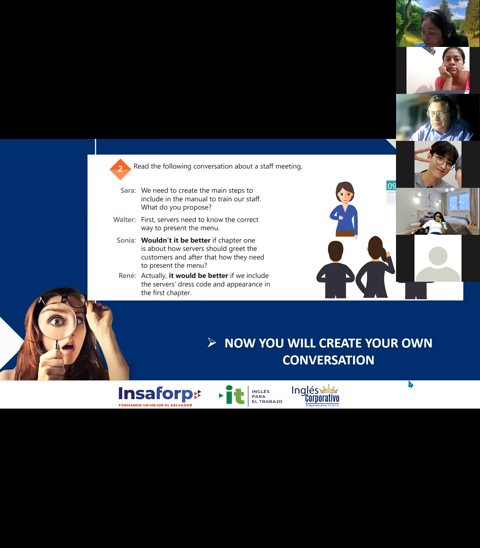 2
Read the following conversation about a staff meeting.
09
Sara: We need to create the main steps to
include in the manual to train our staff.
What do you propose?
Walter: First, servers need to know the correct
way to present the menu.
Sonia: Wouldn't it be better if chapter one
is about how servers should greet the
customers and after that how they need
to present the menu?
René: Actually, it would be better if we include
the servers' dress code and appearance in
the first chapter.
➢ NOW YOU WILL CREATE YOUR OWN
CONVERSATION
Insaforp
FORMANDO UN MEJOR EL SALVADOR
it
INGLÉS
PARA
EL TRABAJO
Inglés
Corporativo